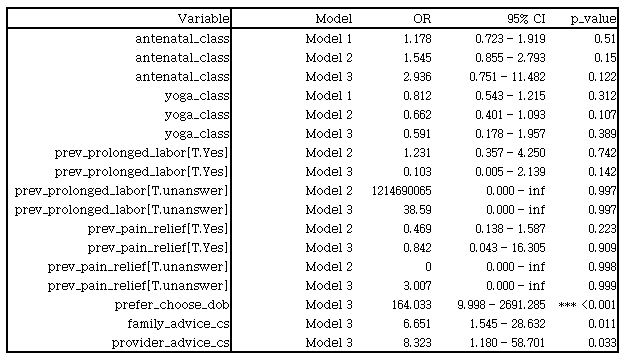 Variable Model OR 95% CI p_value
antenatal_class Model 1 1.178 0.723 – 1.919 0.51
antenatal_class Model 2 1.545 0.855 – 2.793 0.15
antenatal_class Model 3 2.936 0.751 – 11.482 0.122
yoga_class Model 1 0.812 0.543 – 1.215 0.312
yoga_class Model 2 0.662 0.401 – 1.093 0.107
yoga_class Model 3 0.591 0.178 – 1.957 0.389
prev_prolonged_labor[T.Yes] Model 2 1.231 0.357 – 4.250 0.742
prev_prolonged_labor[T.Yes] Model 3 0.103 0.005 – 2.139 0.142
prev_prolonged_labor[T.unanswer] Model 2 1214690065 0.000 – inf 0.997
prev_prolonged_labor[T.unanswer] Model 3 38.59 0.000 – inf 0.997
prev_pain_relief[T.Yes] Model 2 0.469 0.138 – 1.587 0.223
prev_pain_relief[T.Yes] Model 3 0.842 0.043 – 16.305 0.909
prev_pain_relief[T.unanswer] Model 2 0 0.000 – inf 0.998
prev_pain_relief[T.unanswer] Model 3 3.007 0.000 – inf 0.999
prefer_choose_dob Model 3 164.033 9.998 – 2691.285 *** <0.001
family_advice_cs Model 3 6.651 1.545 – 28.632 0.011
provider_advice_cs Model 3 8.323 1.180 – 58.701 0.033